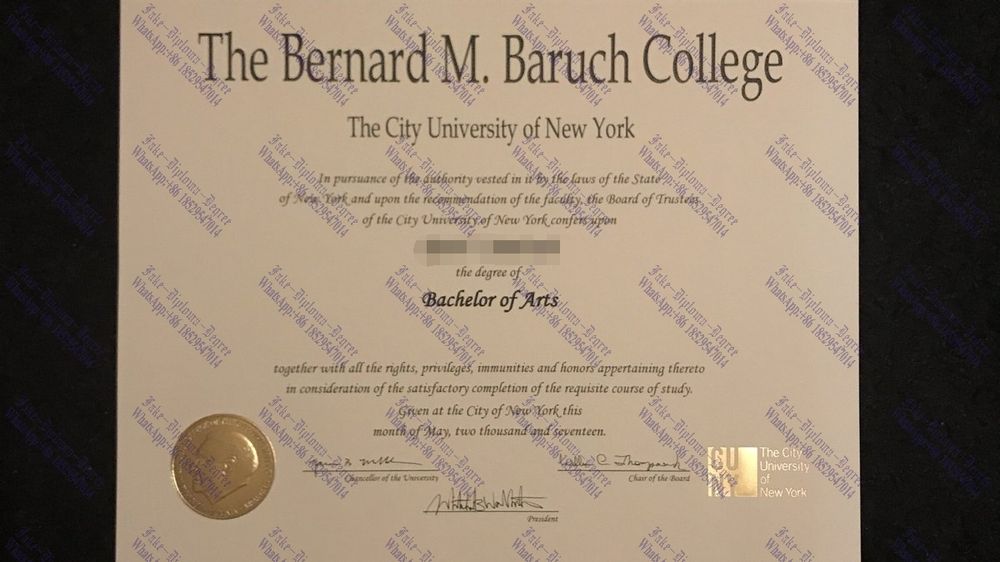 The Bernard M. Baruch College
The City University of New York
In pursuance of the authority vested in it by the laws of the State
of New York and upon the recommendation of the faculty, the Board of Trustees
of the City University of New York confers upon
the degree of
Bachelor of Arts
together with all the rights, privileges, immunities and honors appertaining thereto
in consideration of the satisfactory completion of the requisite course of study.
Given at the City of New York this
month of May, two thousand and seventeen.
Chancellor of the University
Chair of the Board
President
CU
NY
The City
University
of
New York
Fake-Diploma-Degree
WhatsApp:+86 18529547014